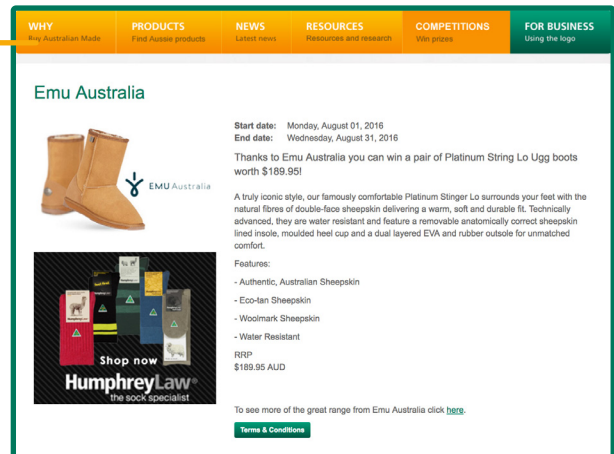 WHY
Buy Australian Made
PRODUCTS
Find Aussie products
NEWS
Latest news
RESOURCES
Resources and research
COMPETITIONS
Win prizes
FOR BUSINESS
Using the logo
Emu Australia
EMU Australia
Start date: Monday, August 01, 2016
End date: Wednesday, August 31, 2016
Thanks to Emu Australia you can win a pair of Platinum String Lo Ugg boots
worth $189.95!
A truly iconic style, our famously comfortable Platinum Stinger Lo surrounds your feet with the
natural fibres of double-face sheepskin delivering a warm, soft and durable fit. Technically
advanced, they are water resistant and feature a removable anatomically correct sheepskin
lined insole, moulded heel cup and a dual layered EVA and rubber outsole for unmatched
comfort.
Features:
- Authentic, Australian Sheepskin
- Eco-tan Sheepskin
- Woolmark Sheepskin
- Water Resistant
RRP
$189.95 AUD
To see more of the great range from Emu Australia click here.
Terms & Conditions
Shop now
HumphreyLaw®
the sock specialist